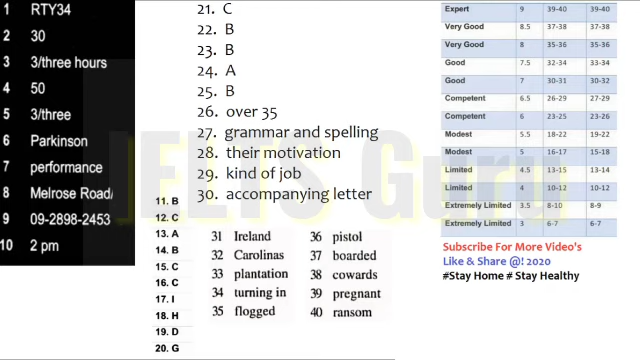 1 RTY34
2 30
3 3/three hours
4 50
5 3/three
6 Parkinson
7 performance
8 Melrose Road/
9 09-2898-2453
10 2 pm
11. B
12. C
13. A
14. B
15. C
16. C
17. I
18. H
19. D
20. G
21. C
22. B
23. B
24. A
25. B
26. over 35
27. grammar and spelling
28. their motivation
29. kind of job
30. accompanying letter
31 Ireland
32 Carolinas
33 plantation
34 turning in
35 flogged
36 pistol
37 boarded
38 cowards
39 pregnant
40 ransom
Expert 9 39-40 39-40
Very Good 8.5 37-38 37-38
Very Good 8 35-36 35-36
Good 7.5 32-34 33-34
Good 7 30-31 30-32
Competent 6.5 26-29 27-29
Competent 6 23-25 23-26
Modest 5.5 18-22 19-22
Modest 5 16-17 15-18
Limited 4.5 13-15 13-14
Limited 4 10-12 10-12
Extremely Limited 3.5 8-10 8-9
Extremely Limited 3 6-7 6-7
Subscribe For More Video's
Like & Share @! 2020
#Stay Home # Stay Healthy
IELTS Guru